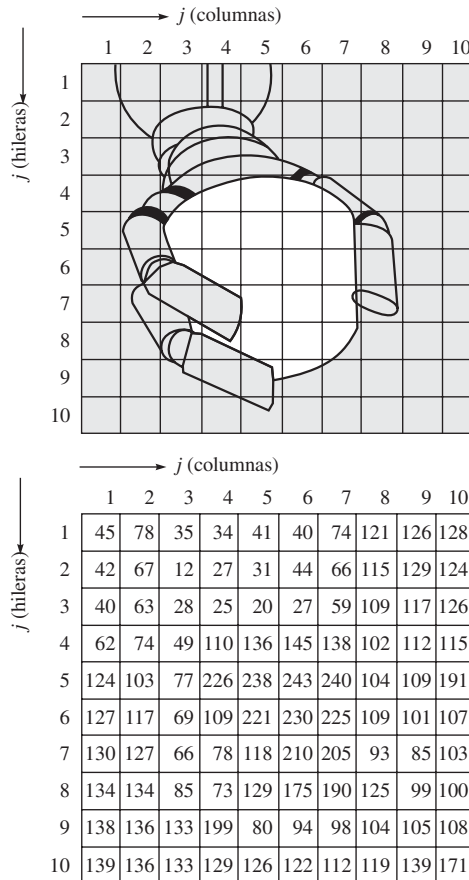 j (columnas)
1 2 3 4 5 6 7 8 9 10
j (hileras)
1
2
3
4
5
6
7
8
9
10
j (columnas)
1 2 3 4 5 6 7 8 9 10
j (hileras)
1 45 78 35 34 41 40 74 121 126 128
2 42 67 12 27 31 44 66 115 129 124
3 40 63 28 25 20 27 59 109 117 126
4 62 74 49 110 136 145 138 102 112 115
5 124 103 77 226 238 243 240 104 109 191
6 127 117 69 109 221 230 225 109 101 107
7 130 127 66 78 118 210 205 93 85 103
8 134 134 85 73 129 175 190 125 99 100
9 138 136 133 199 80 94 98 104 105 108
10 139 136 133 129 126 122 112 119 139 171